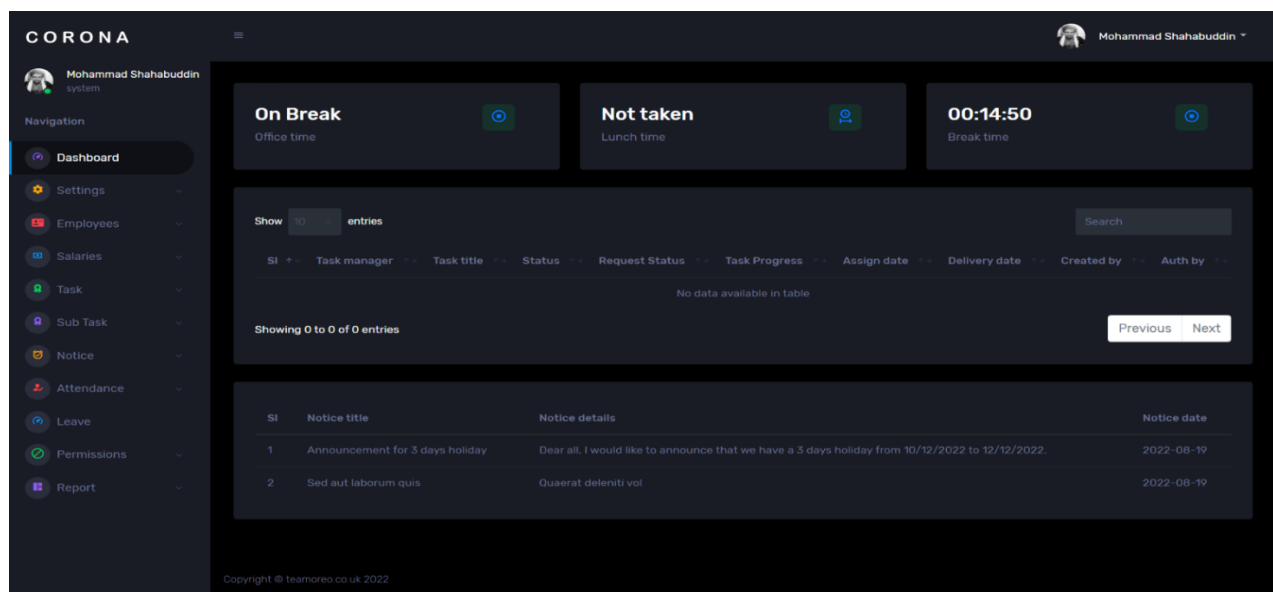 CORONA
Mohammad Shahabuddin
Mohammad Shahabuddin
system
Navigation
Dashboard
Settings
Employees
Salaries
Task
Sub Task
Notice
Attendance
Leave
Permissions
Report
On Break
Office time
Not taken
Lunch time
00:14:50
Break time
Show 10 entries
Search
Sl Task manager Task title Status Request Status Task Progress Assign date Delivery date Created by Auth by
No data available in table
Showing 0 to 0 of 0 entries
Previous Next
Sl Notice title Notice details Notice date
1 Announcement for 3 days holiday Dear all, I would like to announce that we have a 3 days holiday from 10/12/2022 to 12/12/2022. 2022-08-19
2 Sed aut laborum quis Quaerat deleniti vol 2022-08-19
Copyright © teamoreo.co.uk 2022